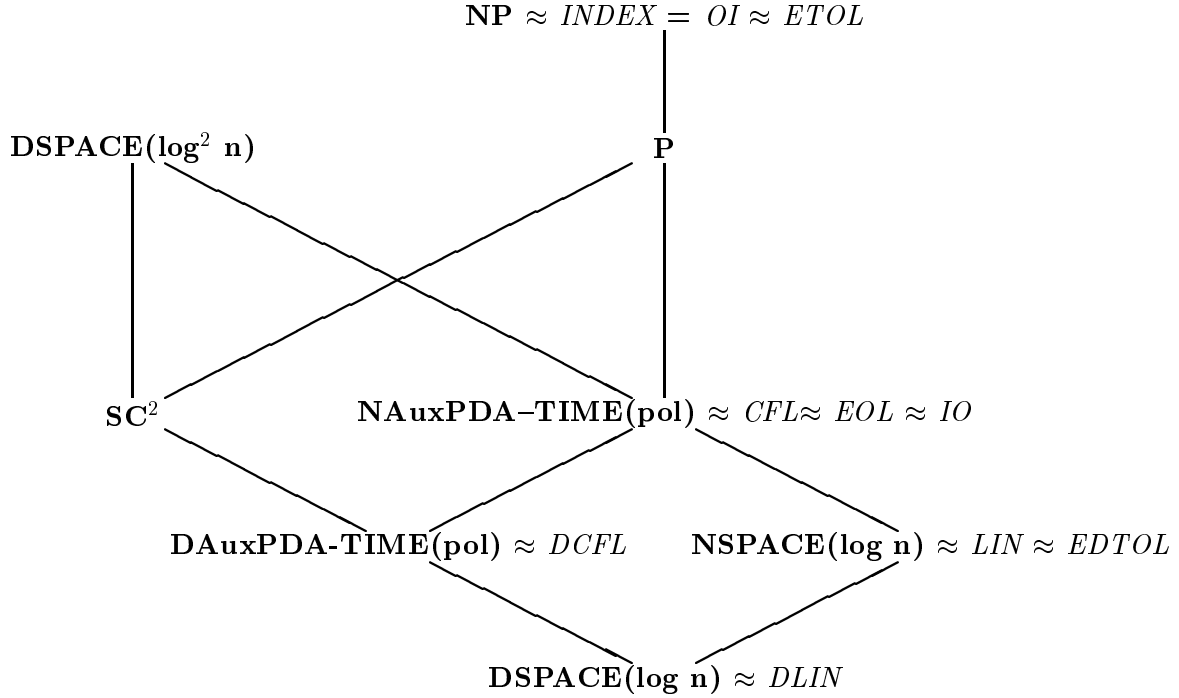 NP ≈ INDEX = OI ≈ ETOL
DSPACE(log² n)
P
SC²
NAuxPDA–TIME(pol) ≈ CFL≈ EOL ≈ IO
DAuxPDA-TIME(pol) ≈ DCFL
NSPACE(log n) ≈ LIN ≈ EDTOL
DSPACE(log n) ≈ DLIN